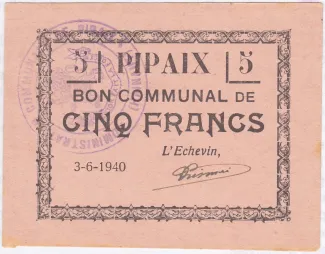 5 PIPAIX 5
BON COMMUNAL DE
CINQ FRANCS
L'Echevin,
3-6-1940